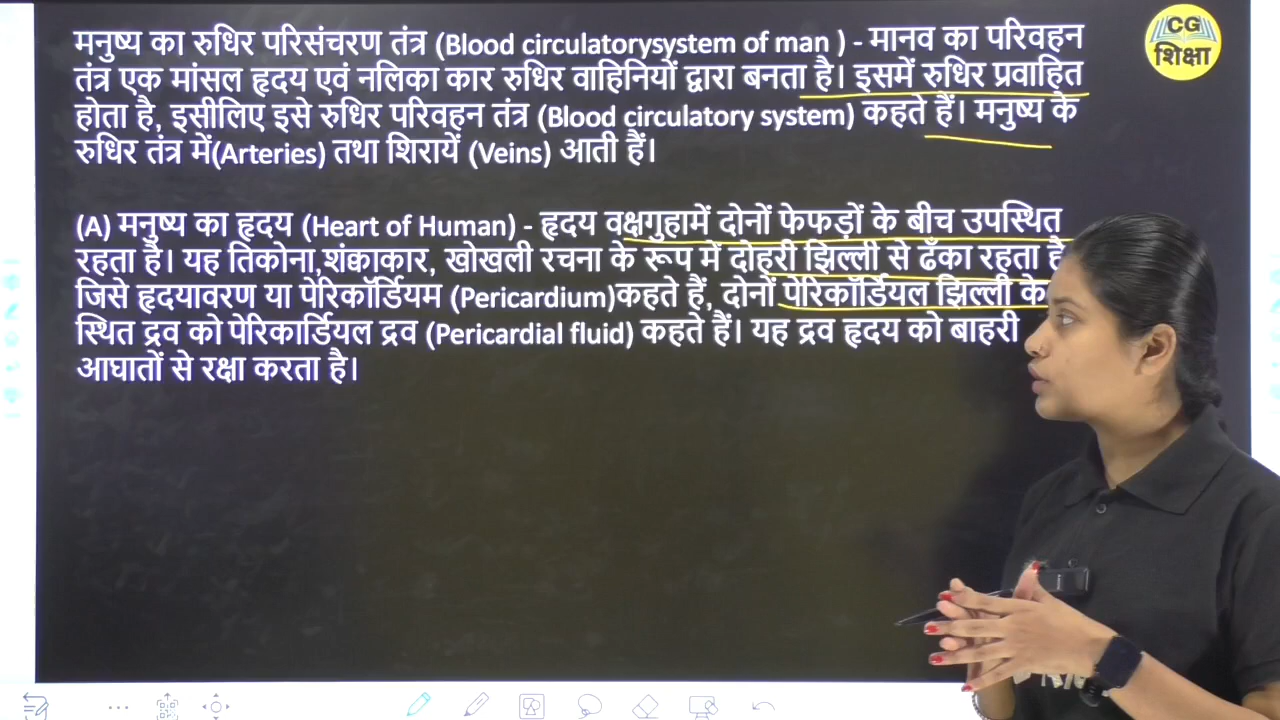 मनुष्य का रुधिर परिसंचरण तंत्र (Blood circulatorysystem of man ) - मानव का परिवहन
तंत्र एक मांसल हृदय एवं नलिका कार रुधिर वाहिनियों द्वारा बनता है। इसमें रुधिर प्रवाहित
होता है, इसीलिए इसे रुधिर परिवहन तंत्र (Blood circulatory system) कहते हैं। मनुष्य के
रुधिर तंत्र में(Arteries) तथा शिरायें (Veins) आती हैं।
(A) मनुष्य का हृदय (Heart of Human) - हृदय वक्षगुहामें दोनों फेफड़ों के बीच उपस्थित
रहता है। यह तिकोना,शंक्वाकार, खोखली रचना के रूप में दोहरी झिल्ली से ढँका रहता है
जिसे हृदयावरण या पेरिकॉर्डियम (Pericardium)कहते हैं, दोनों पेरिकॉर्डियल झिल्ली के
स्थित द्रव को पेरिकार्डियल द्रव (Pericardial fluid) कहते हैं। यह द्रव हृदय को बाहरी
आघातों से रक्षा करता है।
CG
शिक्षा